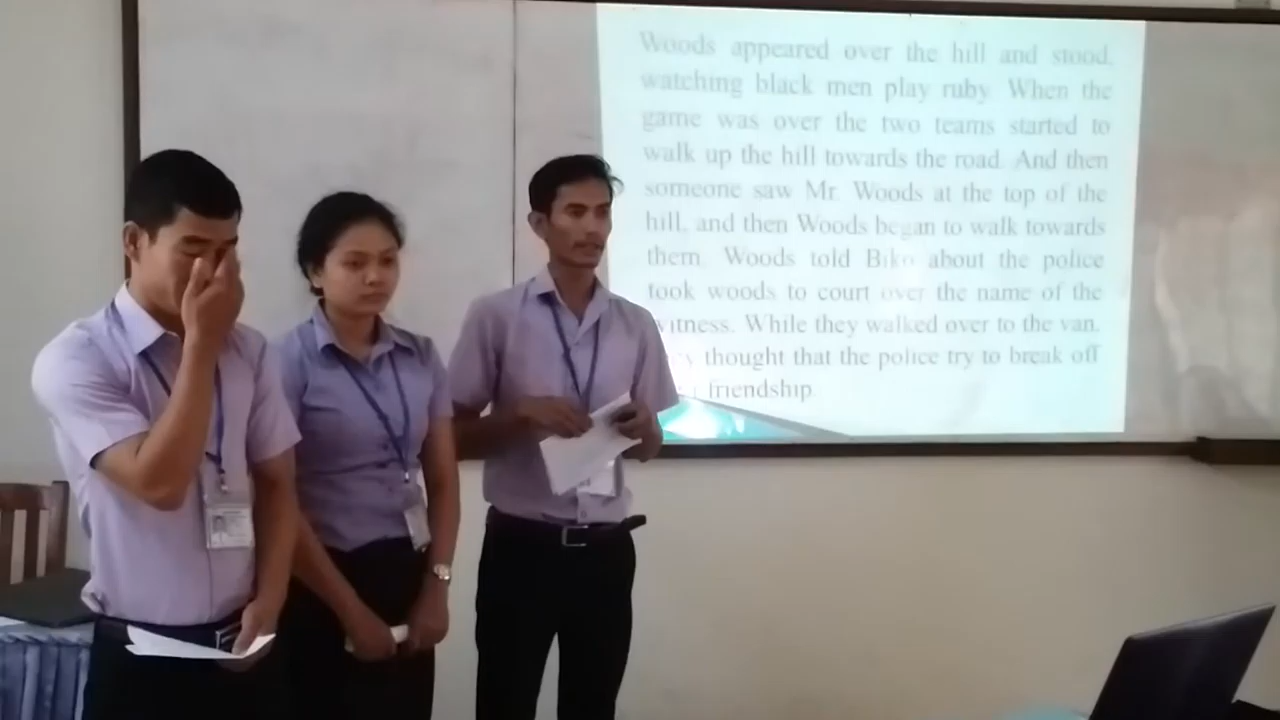 Woods appeared over the hill and stood,
watching black men play ruby. When the
game was over the two teams started to
walk up the hill towards the road. And then
someone saw Mr. Woods at the top of the
hill, and then Woods began to walk towards
them. Woods told Biko about the police
took woods to court over the name of the
witness. While they walked over to the van,
thought that the police try to break off
friendship.